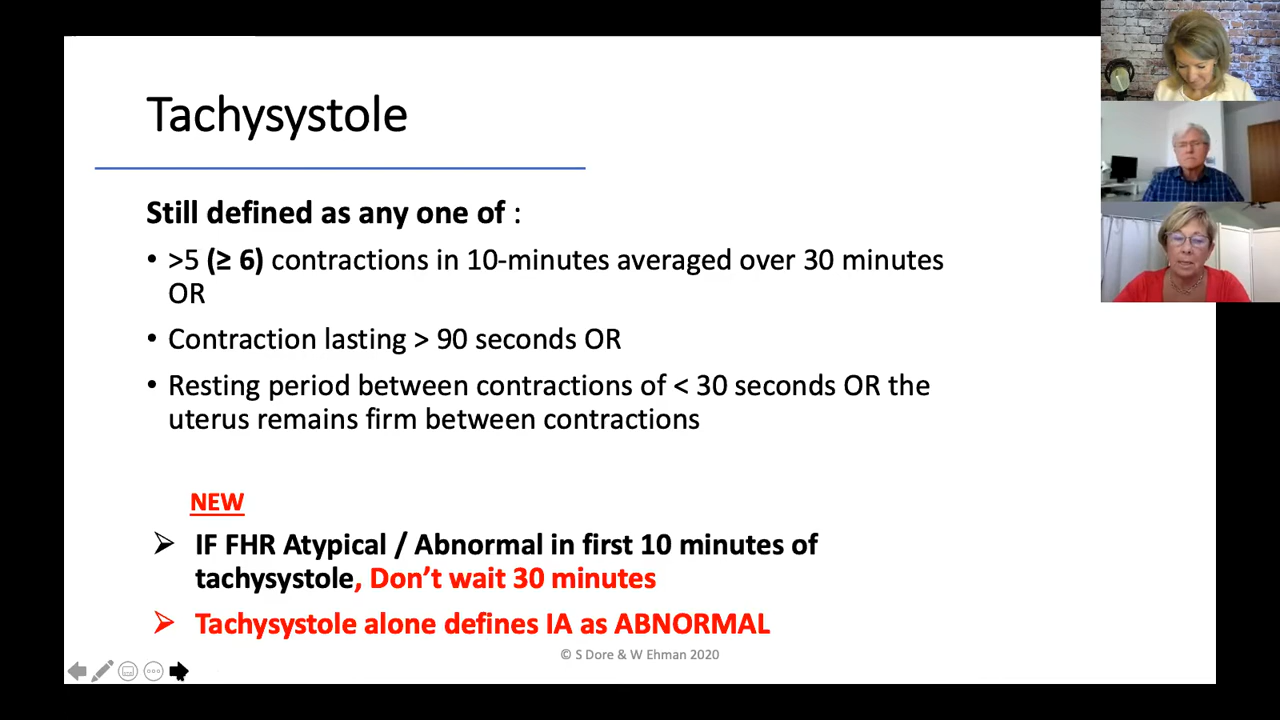 Tachysystole
Still defined as any one of :
• >5 (≥ 6) contractions in 10-minutes averaged over 30 minutes
OR
• Contraction lasting > 90 seconds OR
• Resting period between contractions of < 30 seconds OR the
uterus remains firm between contractions
NEW
➢ IF FHR Atypical / Abnormal in first 10 minutes of
tachysystole, Don’t wait 30 minutes
➢ Tachysystole alone defines IA as ABNORMAL
© S Dore & W Ehman 2020